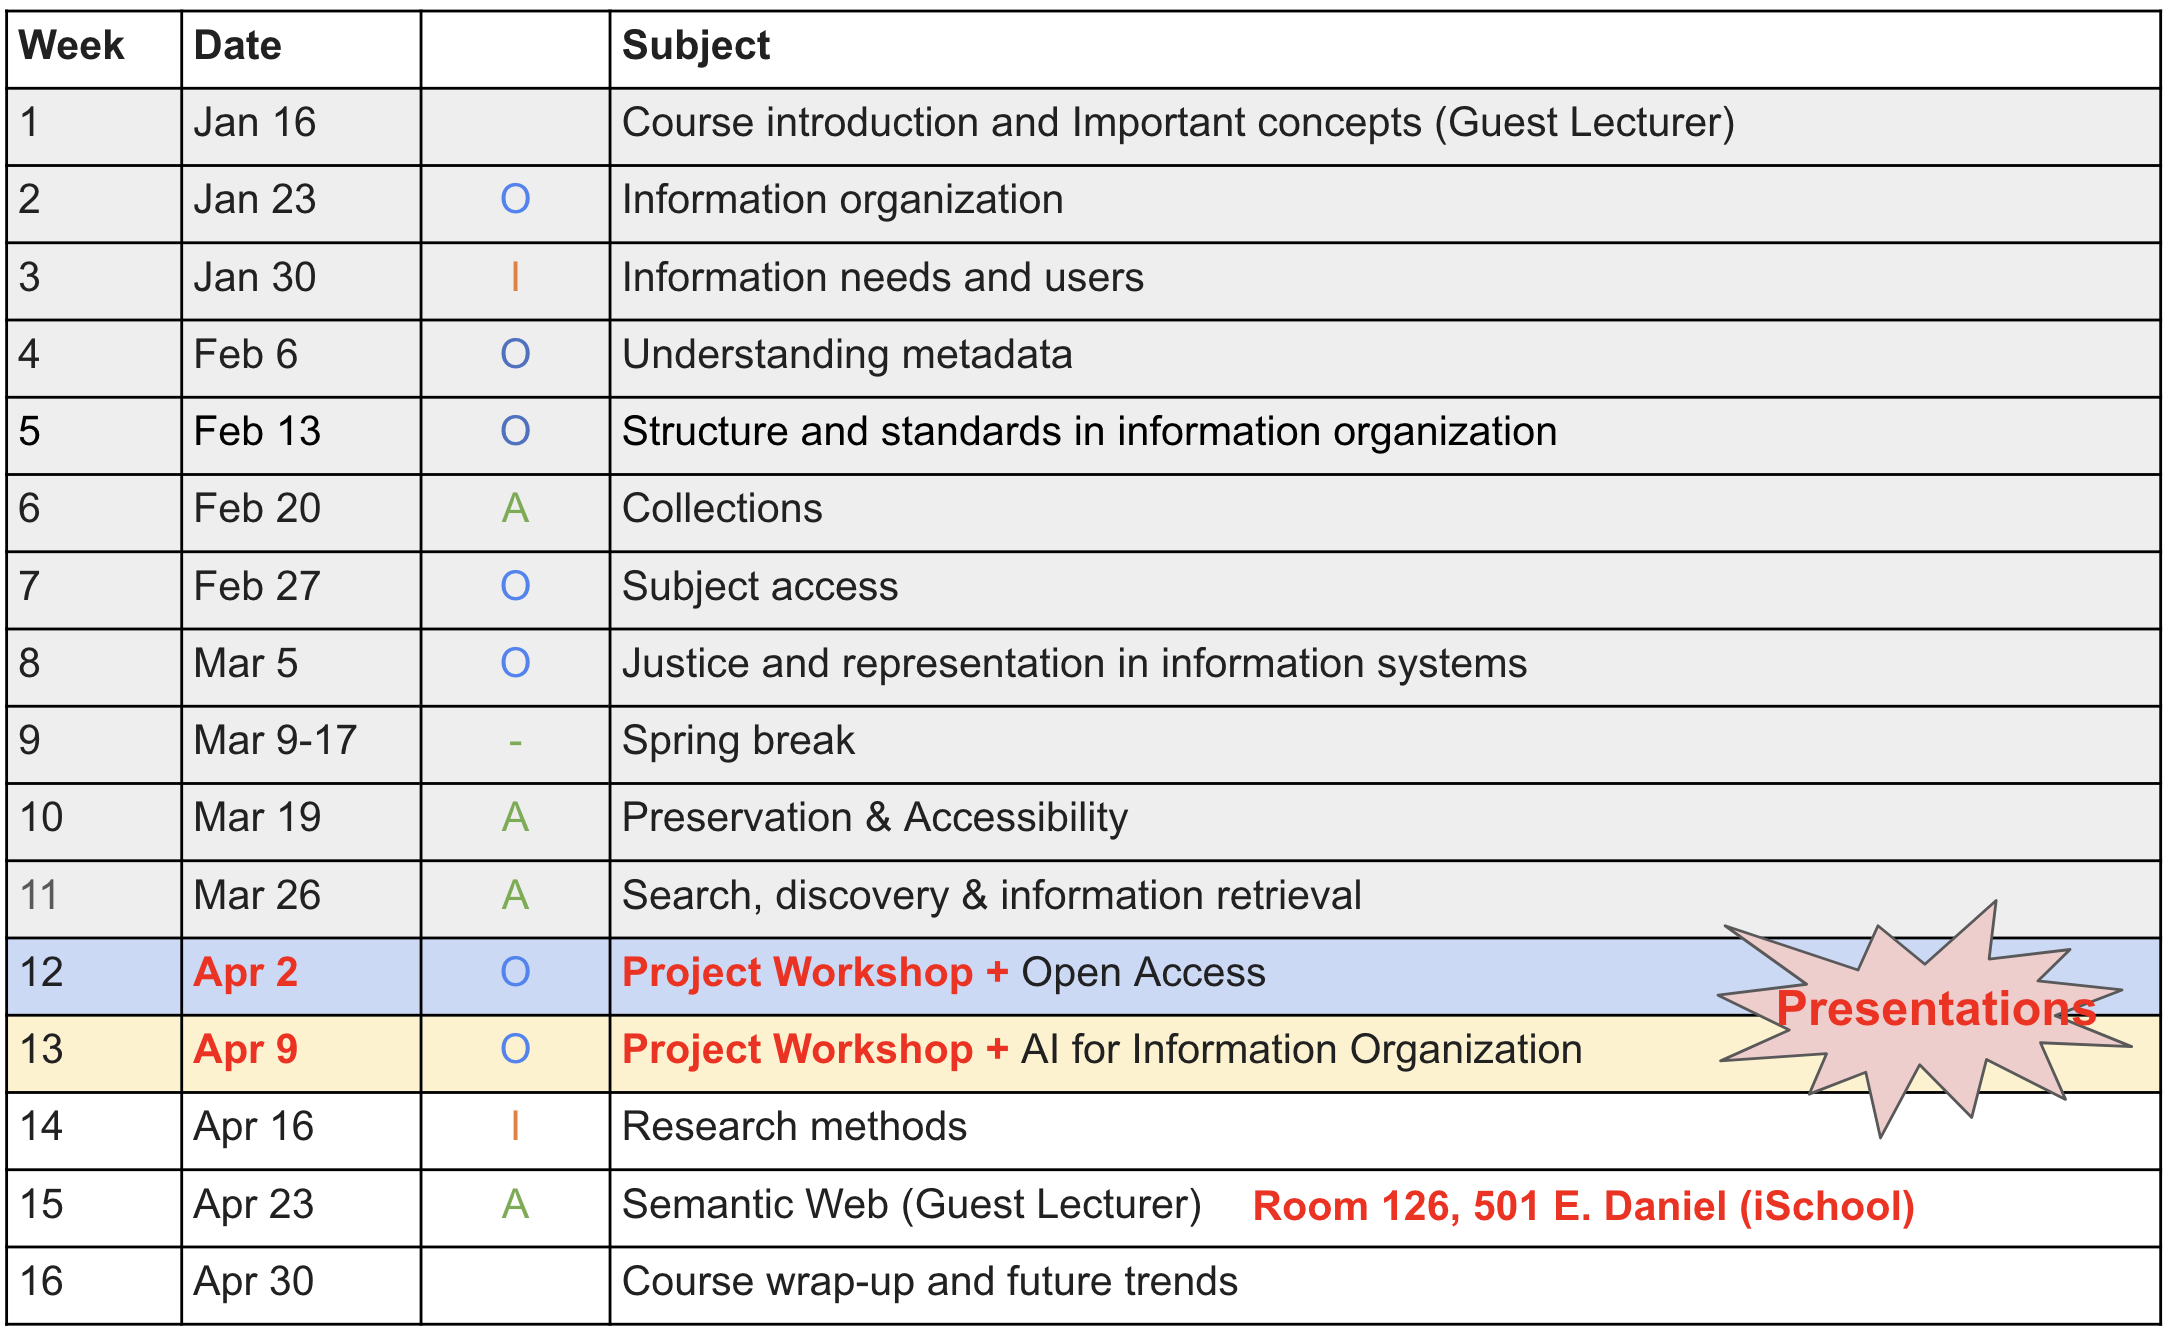 Week Date Subject
1 Jan 16 Course introduction and Important concepts (Guest Lecturer)
2 Jan 23 O Information organization
3 Jan 30 I Information needs and users
4 Feb 6 O Understanding metadata
5 Feb 13 O Structure and standards in information organization
6 Feb 20 A Collections
7 Feb 27 O Subject access
8 Mar 5 O Justice and representation in information systems
9 Mar 9-17 - Spring break
10 Mar 19 A Preservation & Accessibility
11 Mar 26 A Search, discovery & information retrieval
12 Apr 2 O Project Workshop + Open Access
Presentations
13 Apr 9 O Project Workshop + AI for Information Organization
14 Apr 16 I Research methods
15 Apr 23 A Semantic Web (Guest Lecturer) Room 126, 501 E. Daniel (iSchool)
16 Apr 30 Course wrap-up and future trends